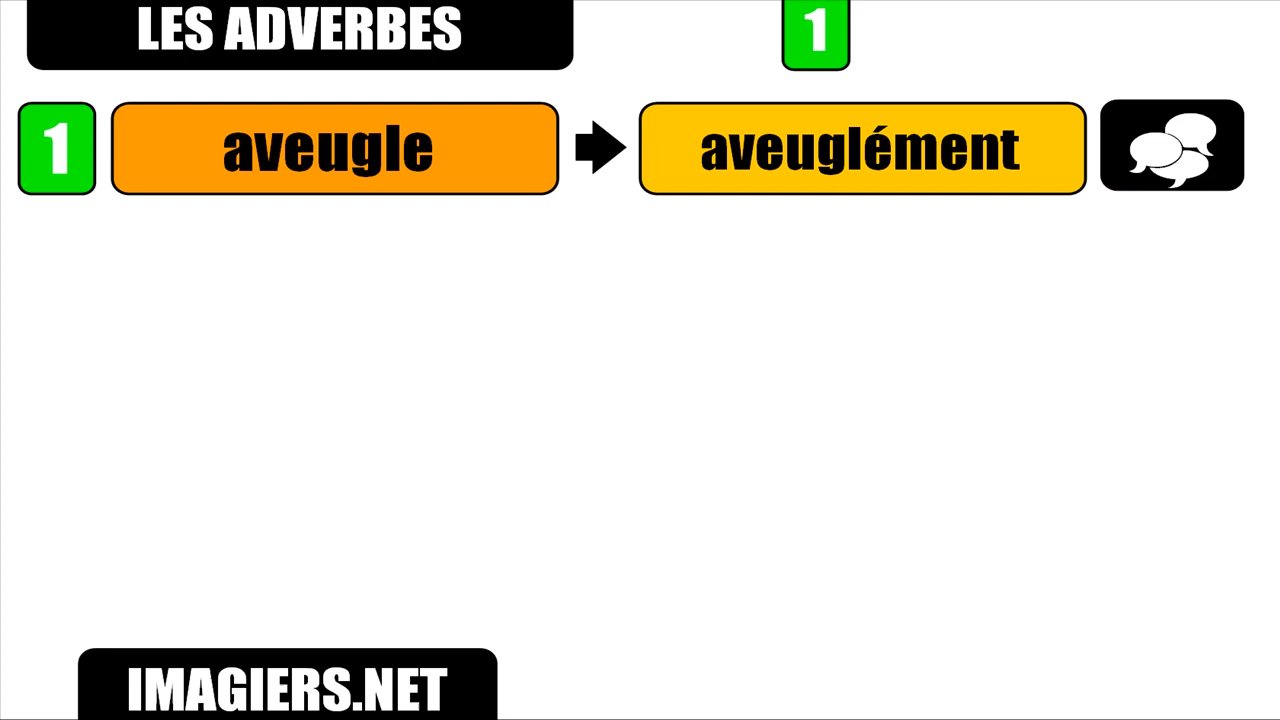 LES ADVERBES
1
1
aveugle
aveuglément
IMAGIERS.NET